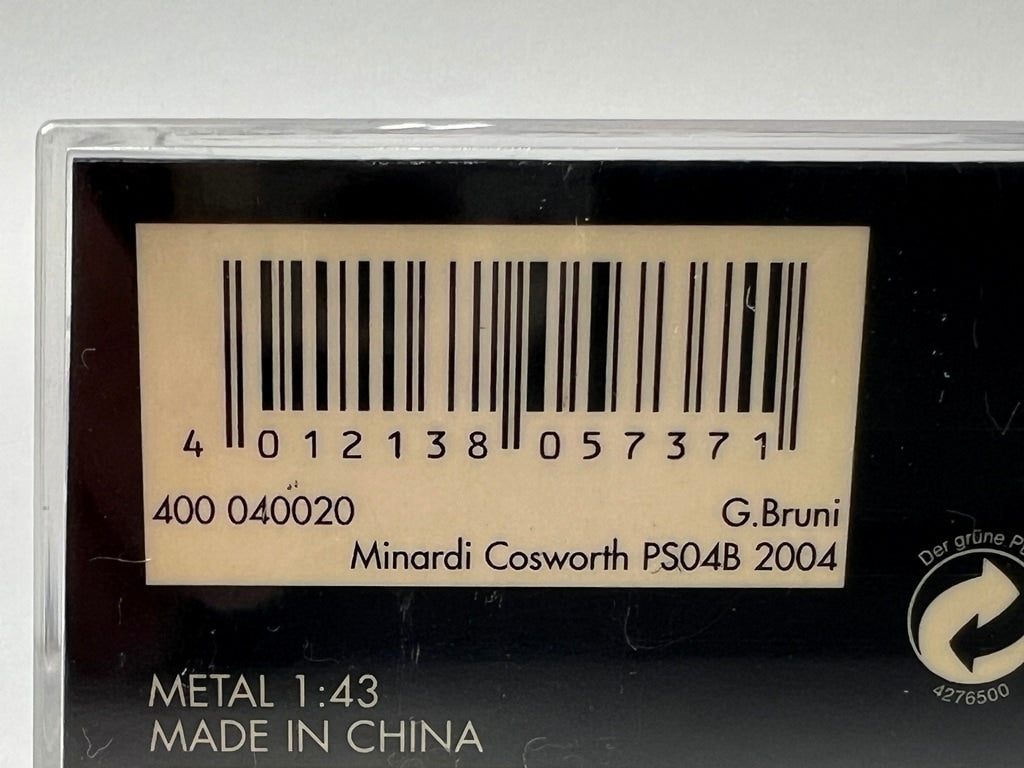 4 012138 057371
400 040020 G.Bruni
Minardi Cosworth PS04B 2004
Der grüne
4276500
METAL 1:43
MADE IN CHINA